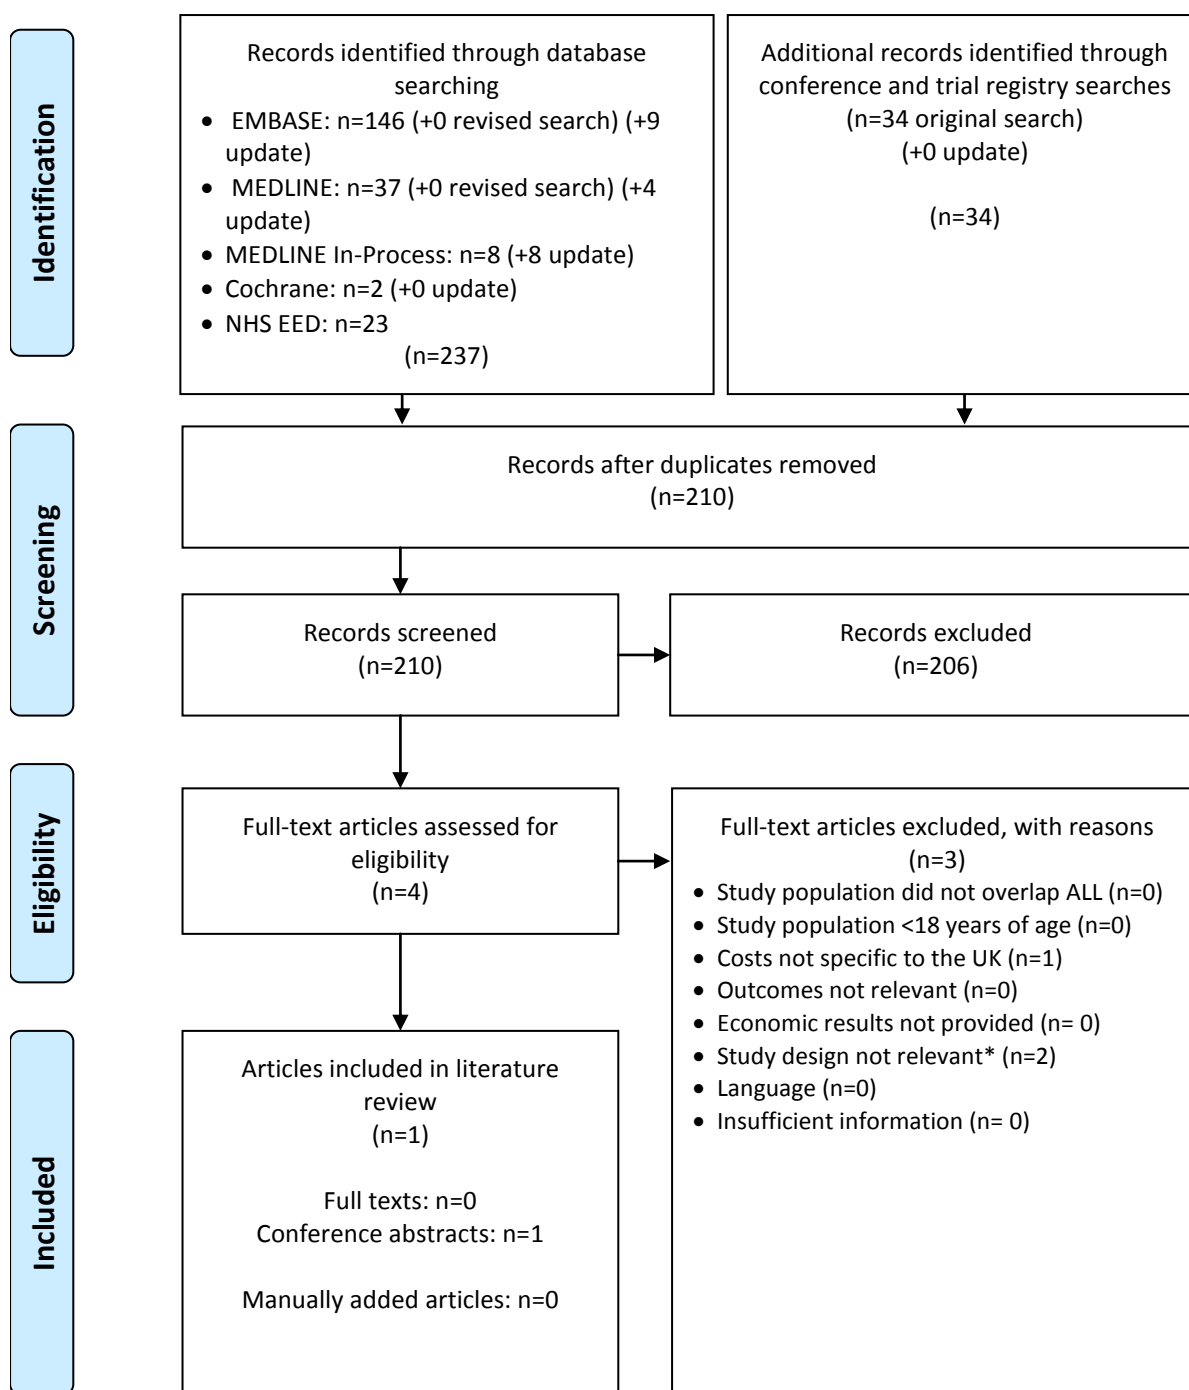 Identification
Records identified through database
searching
• EMBASE: n=146 (+0 revised search) (+9
update)
• MEDLINE: n=37 (+0 revised search) (+4
update)
• MEDLINE In-Process: n=8 (+8 update)
• Cochrane: n=2 (+0 update)
• NHS EED: n=23
(n=237)
Additional records identified through
conference and trial registry searches
(n=34 original search)
(+0 update)
(n=34)
Screening
Records after duplicates removed
(n=210)
Records screened
(n=210)
Records excluded
(n=206)
Eligibility
Full-text articles assessed for
eligibility
(n=4)
Full-text articles excluded, with reasons
(n=3)
• Study population did not overlap ALL (n=0)
• Study population <18 years of age (n=0)
• Costs not specific to the UK (n=1)
• Outcomes not relevant (n=0)
• Economic results not provided (n= 0)
• Study design not relevant* (n=2)
• Language (n=0)
• Insufficient information (n= 0)
Included
Articles included in literature
review
(n=1)
Full texts: n=0
Conference abstracts: n=1
Manually added articles: n=0